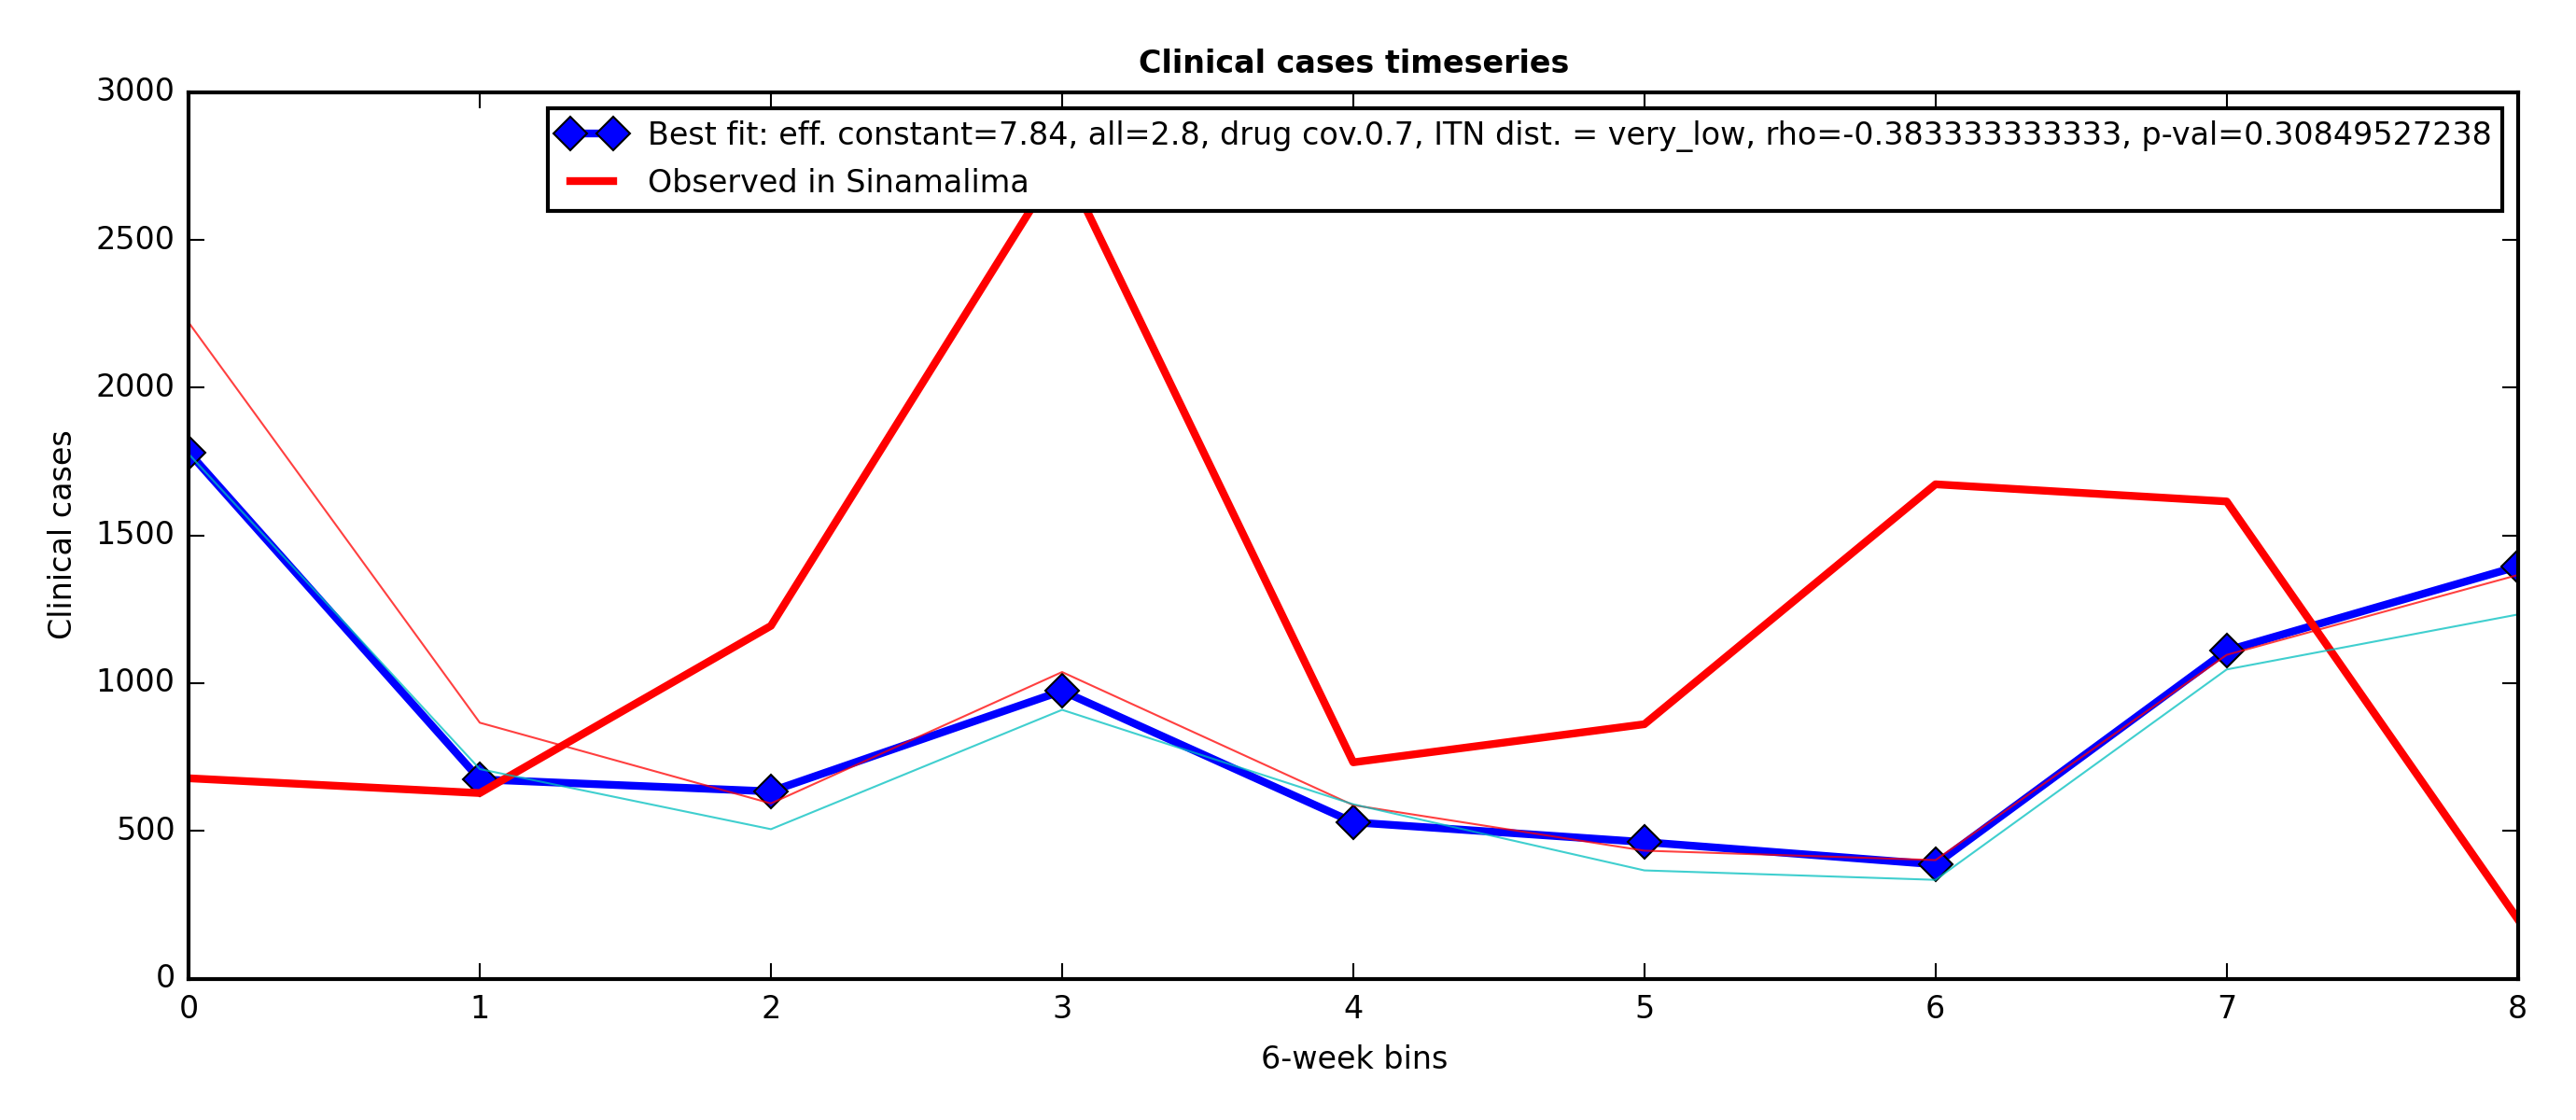 Clinical cases timeseries
Best fit: eff. constant=7.84, all=2.8, drug cov.0.7, ITN dist. = very_low, rho=-0.383333333333, p-val=0.30849527238
Observed in Sinamalima
3000
2500
2000
1500
1000
500
0
Clinical cases
0 1 2 3 4 5 6 7 8
6-week bins